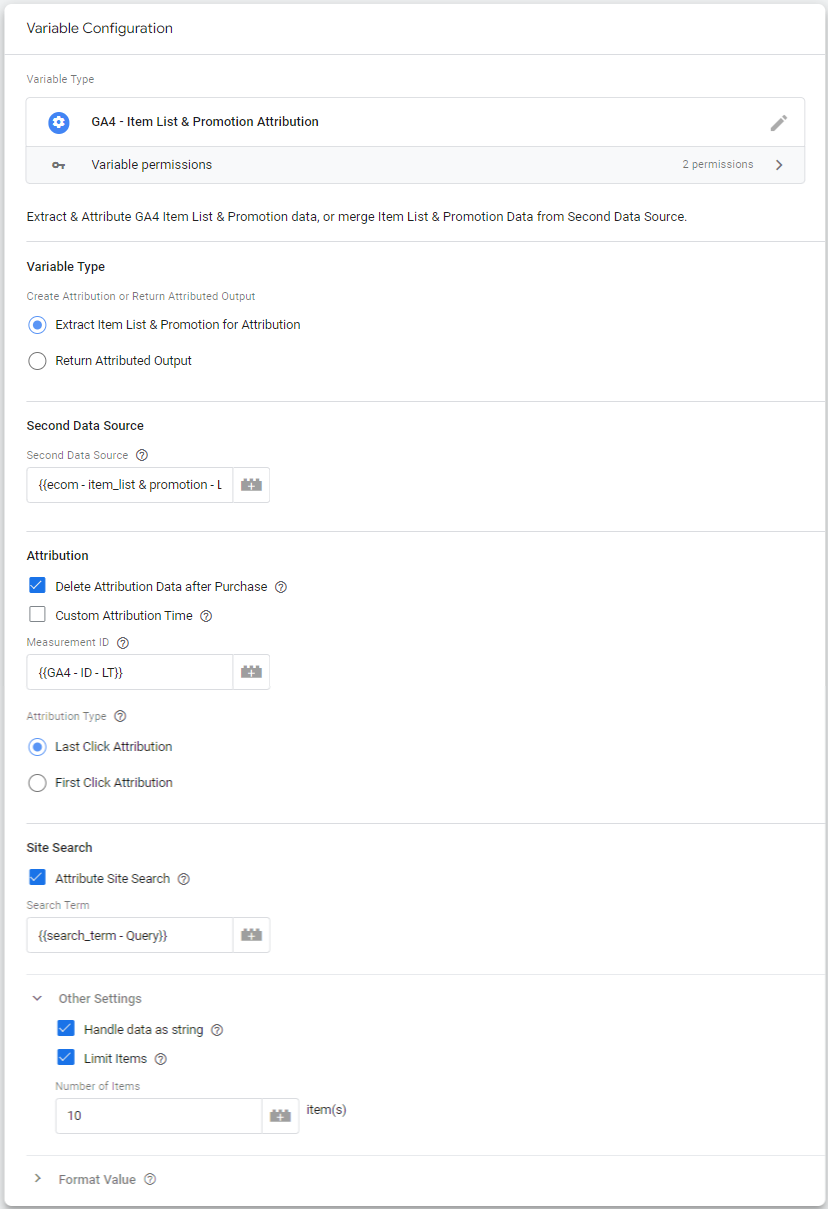 Variable Configuration
Variable Type
GA4 - Item List & Promotion Attribution
Variable permissions 2 permissions
Extract & Attribute GA4 Item List & Promotion data, or merge Item List & Promotion Data from Second Data Source.
Variable Type
Create Attribution or Return Attributed Output
Extract Item List & Promotion for Attribution
Return Attributed Output
Second Data Source
Second Data Source ?
{{ecom - item_list & promotion - L
Attribution
Delete Attribution Data after Purchase ?
Custom Attribution Time ?
Measurement ID ?
{{GA4 - ID - LT}}
Attribution Type ?
Last Click Attribution
First Click Attribution
Site Search
Attribute Site Search ?
Search Term
{{search_term - Query}}
Other Settings
Handle data as string ?
Limit Items ?
Number of Items
10 item(s)
Format Value ?